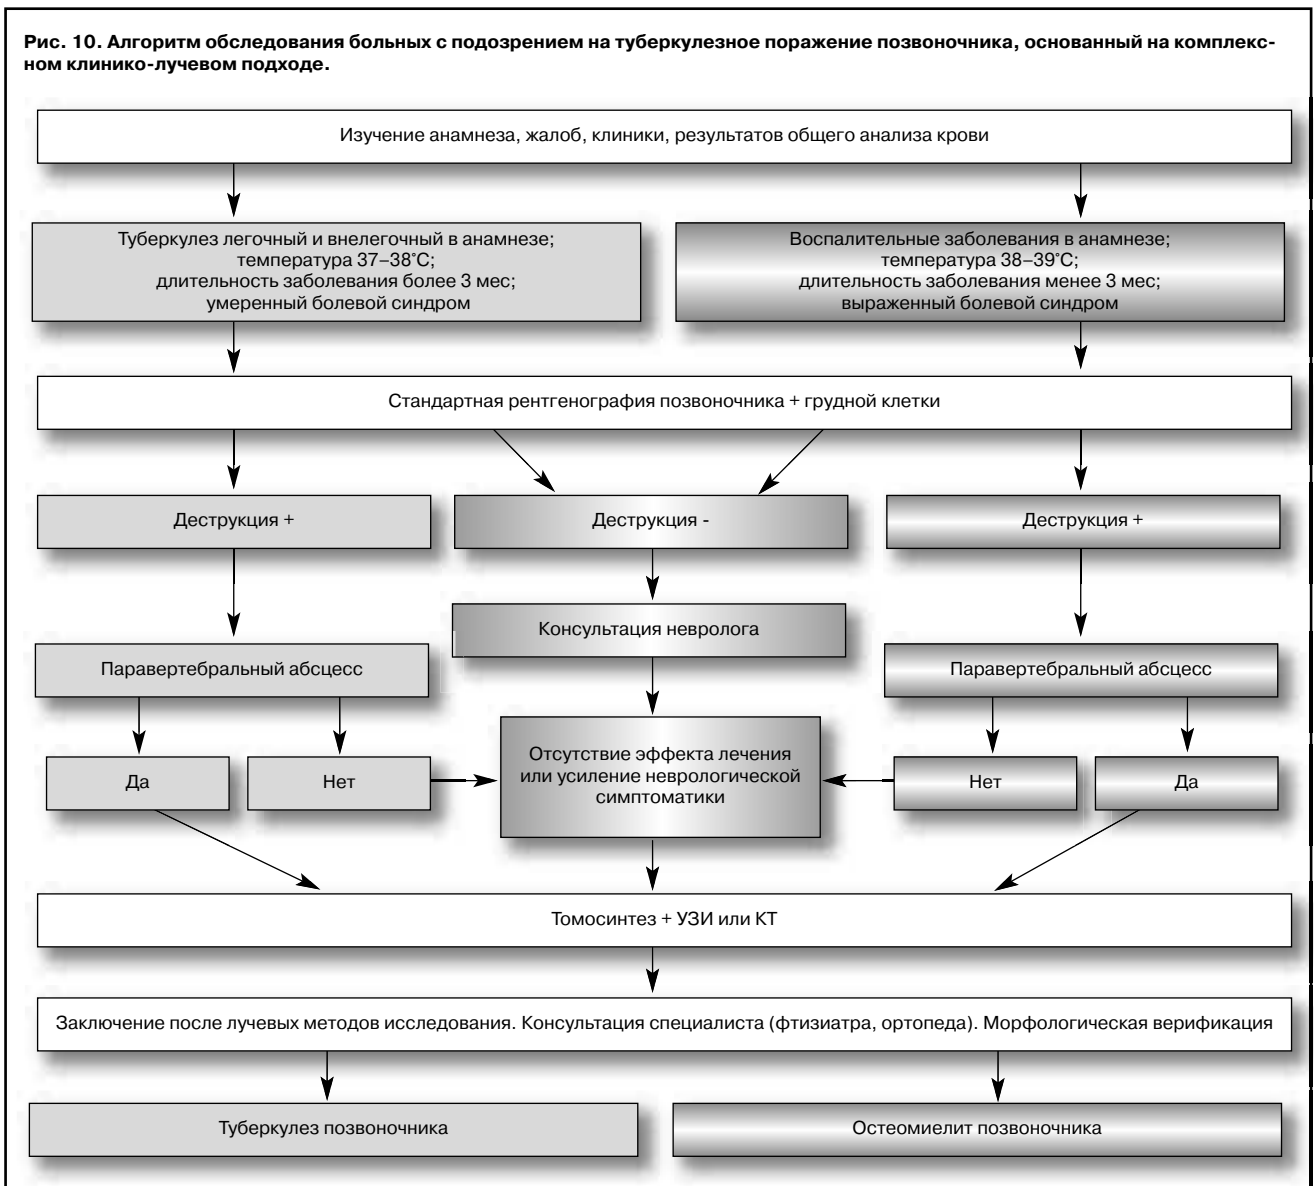 Рис. 10. Алгоритм обследования больных с подозрением на туберкулезное поражение позвоночника, основанный на комплекс-
ном клинико-лучевом подходе.
Изучение анамнеза, жалоб, клиники, результатов общего анализа крови
Туберкулез легочный и внелегочный в анамнезе;
температура 37–38˚С;
длительность заболевания более 3 мес;
умеренный болевой синдром
Воспалительные заболевания в анамнезе;
температура 38–39˚С;
длительность заболевания менее 3 мес;
выраженный болевой синдром
Стандартная рентгенография позвоночника + грудной клетки
Деструкция +
Деструкция -
Деструкция +
Консультация невролога
Паравертебральный абсцесс
Паравертебральный абсцесс
Отсутствие эффекта лечения
или усиление неврологической
симптоматики
Да
Нет
Нет
Да
Томосинтез + УЗИ или КТ
Заключение после лучевых методов исследования. Консультация специалиста (фтизиатра, ортопеда). Морфологическая верификация
Туберкулез позвоночника
Остеомиелит позвоночника